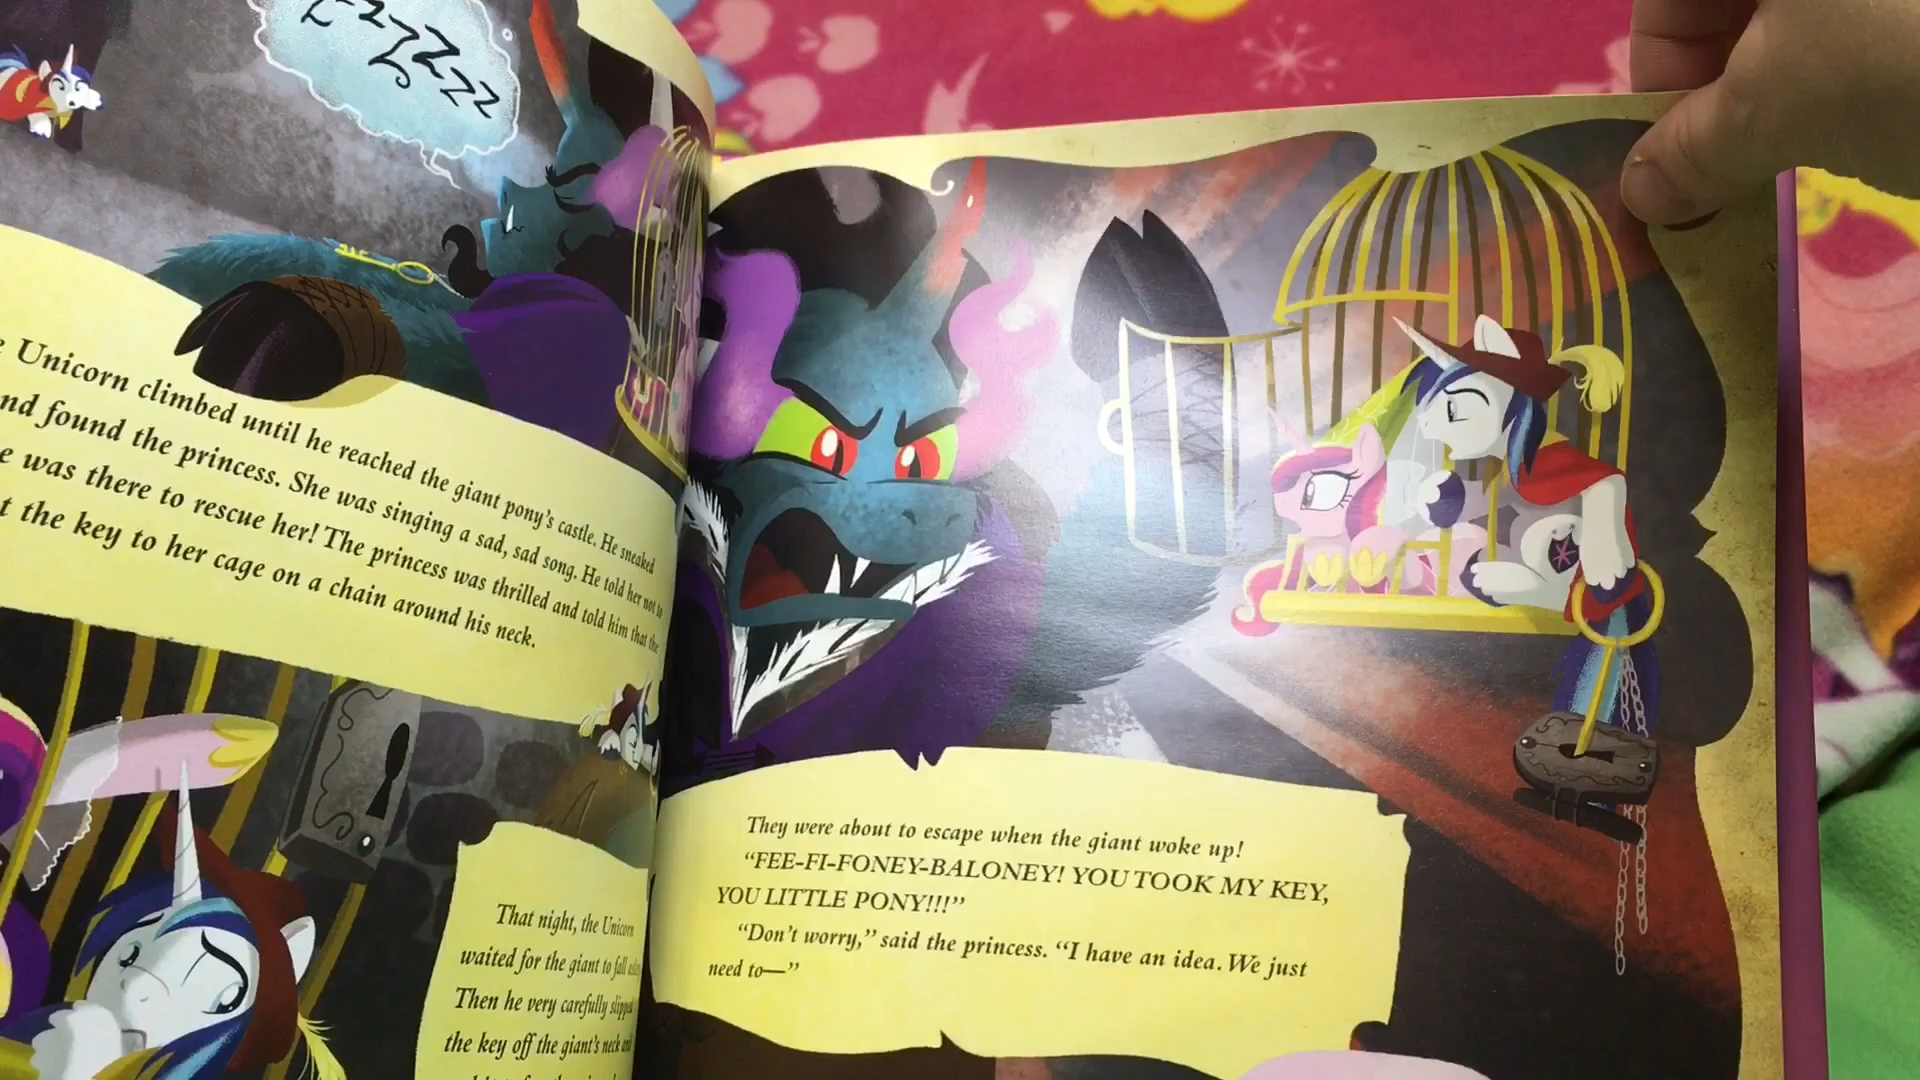 ZZZZZZZ
e Unicorn climbed until he reached the giant pony's castle. He sneaked
nd found the princess. She was singing a sad, sad song. He told her not to
e was there to rescue her! The princess was thrilled and told him that the
t the key to her cage on a chain around his neck.
That night, the Unicorn
waited for the giant to fall
Then he very carefully slipped
the key off the giant's neck and
They were about to escape when the giant woke up!
“FEE-FI-FONEY-BALONEY! YOU TOOK MY KEY,
YOU LITTLE PONY!!!”
“Don't worry,” said the princess. “I have an idea. We just
need to—”